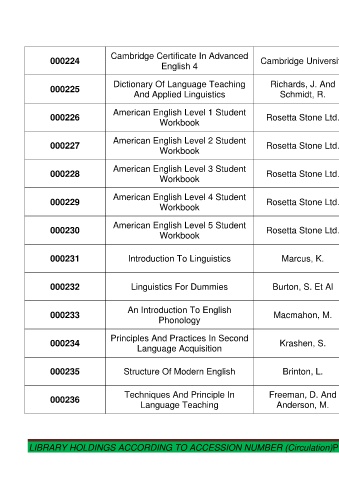 000224 Cambridge Certificate In Advanced Cambridge Universit
English 4
000225 Dictionary Of Language Teaching Richards, J. And
And Applied Linguistics Schmidt, R.
000226 American English Level 1 Student Rosetta Stone Ltd.
Workbook
000227 American English Level 2 Student Rosetta Stone Ltd.
Workbook
000228 American English Level 3 Student Rosetta Stone Ltd.
Workbook
000229 American English Level 4 Student Rosetta Stone Ltd.
Workbook
000230 American English Level 5 Student Rosetta Stone Ltd.
Workbook
000231 Introduction To Linguistics Marcus, K.
000232 Linguistics For Dummies Burton, S. Et Al
000233 An Introduction To English Macmahon, M.
Phonology
000234 Principles And Practices In Second Krashen, S.
Language Acquisition
000235 Structure Of Modern English Brinton, L.
000236 Techniques And Principle In Freeman, D. And
Language Teaching Anderson, M.
LIBRARY HOLDINGS ACCORDING TO ACCESSION NUMBER (Circulation)P